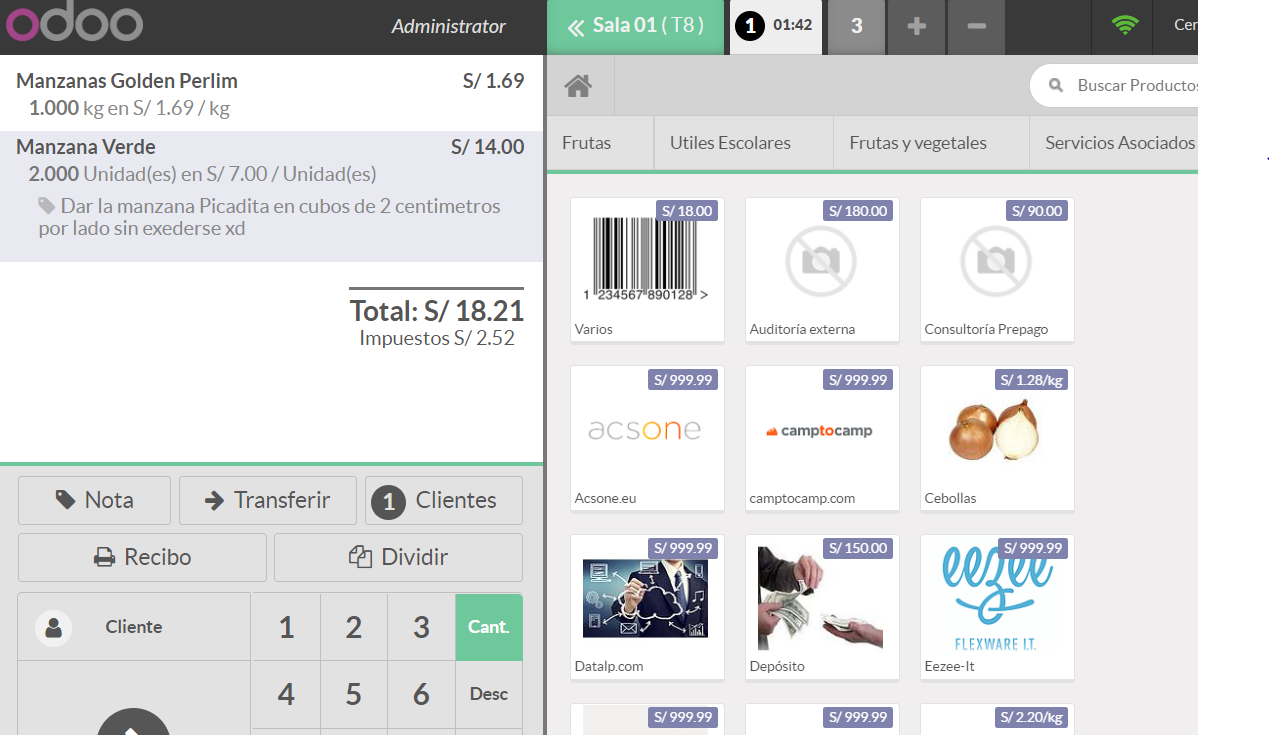 odoo
Administrator
Sala 01 ( T8 )
1 01:42
3
Cer
Manzanas Golden Perlim S/ 1.69
1.000 kg en S/ 1.69 / kg
Manzana Verde S/ 14.00
2.000 Unidad(es) en S/ 7.00 / Unidad(es)
Dar la manzana Picadita en cubos de 2 centimetros
por lado sin exederse xd
Total: S/ 18.21
Impuestos S/ 2.52
Nota
Transferir
1 Clientes
Recibo
Dividir
Cliente
1 2 3 Cant.
4 5 6 Desc
Buscar Productos
Frutas
Utiles Escolares
Frutas y vegetales
Servicios Asociados
S/ 18.00
1 234567 890128 >
Varios
S/ 180.00
Auditoría externa
S/ 90.00
Consultoría Prepago
S/ 999.99
acsone
Acsone.eu
S/ 999.99
camptocamp
camptocamp.com
S/ 1.28/kg
Cebollas
S/ 999.99
Datalp.com
S/ 150.00
Depósito
S/ 999.99
eezee
FLEXWARE I.T.
Eezee-It
S/ 999.99
S/ 999.99
S/ 2.20/kg